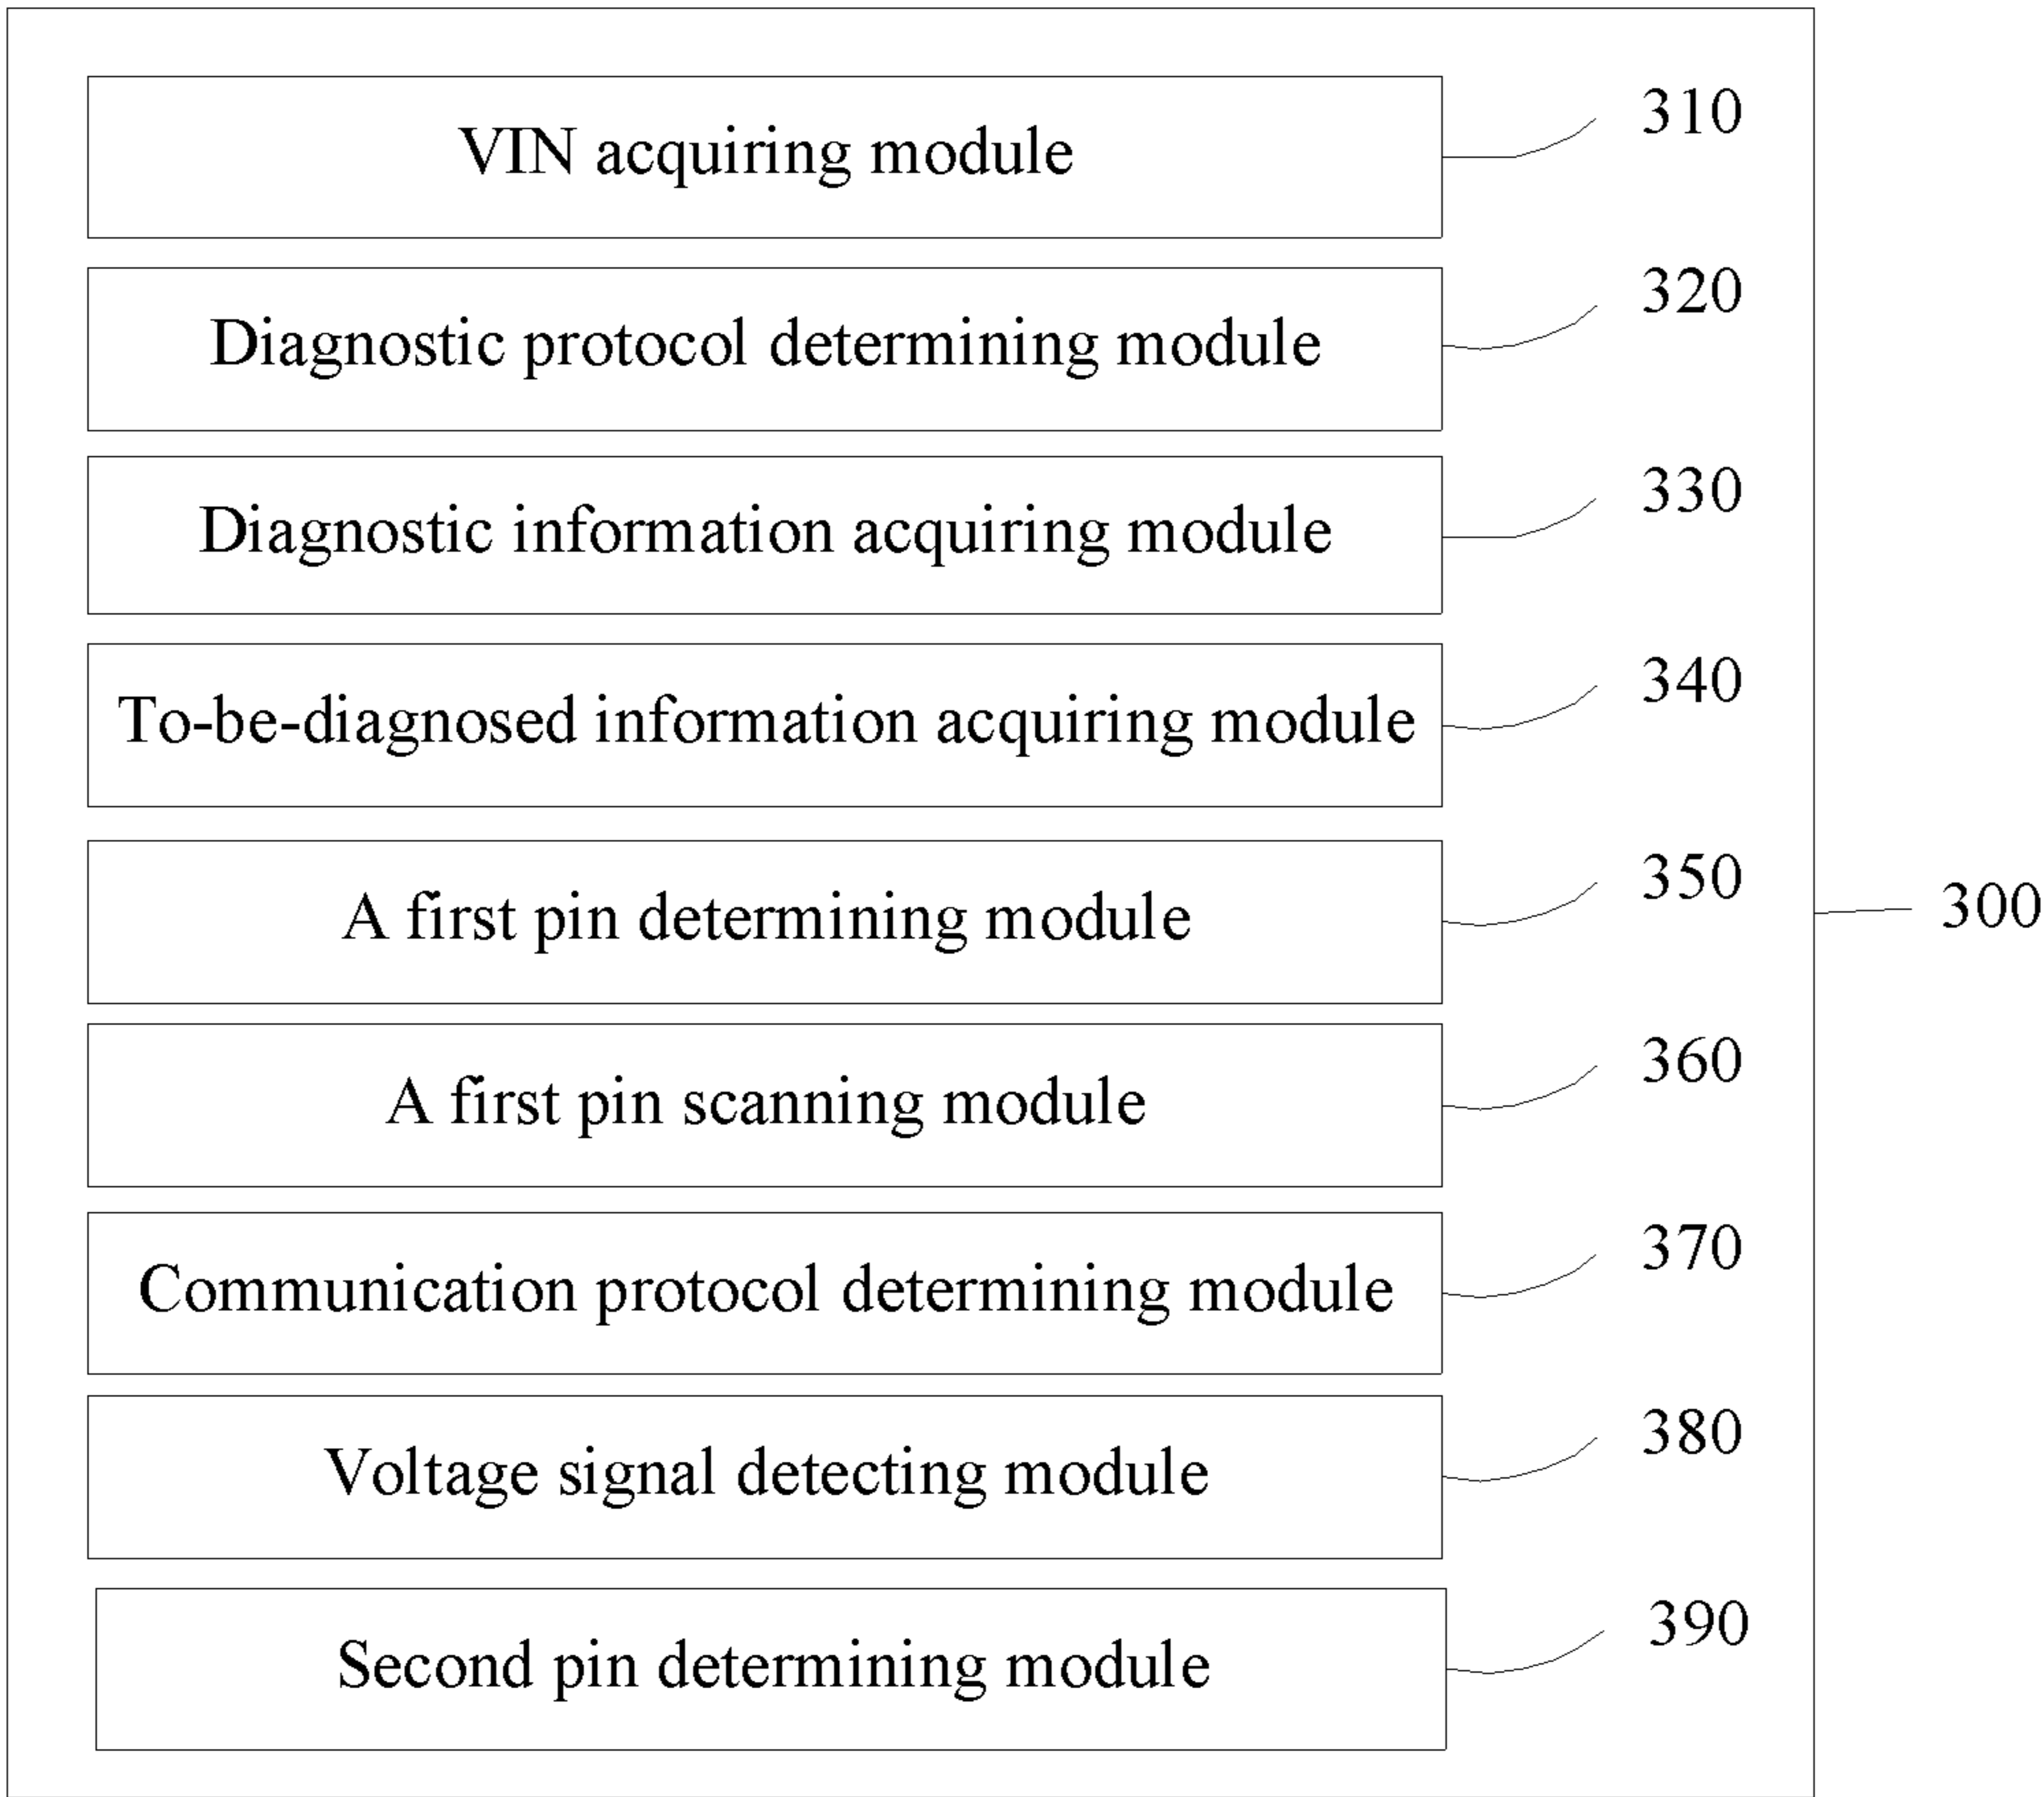 VIN acquiring module 310
Diagnostic protocol determining module 320
Diagnostic information acquiring module 330
To-be-diagnosed information acquiring module 340
A first pin determining module 350
300
A first pin scanning module 360
Communication protocol determining module 370
Voltage signal detecting module 380
Second pin determining module 390